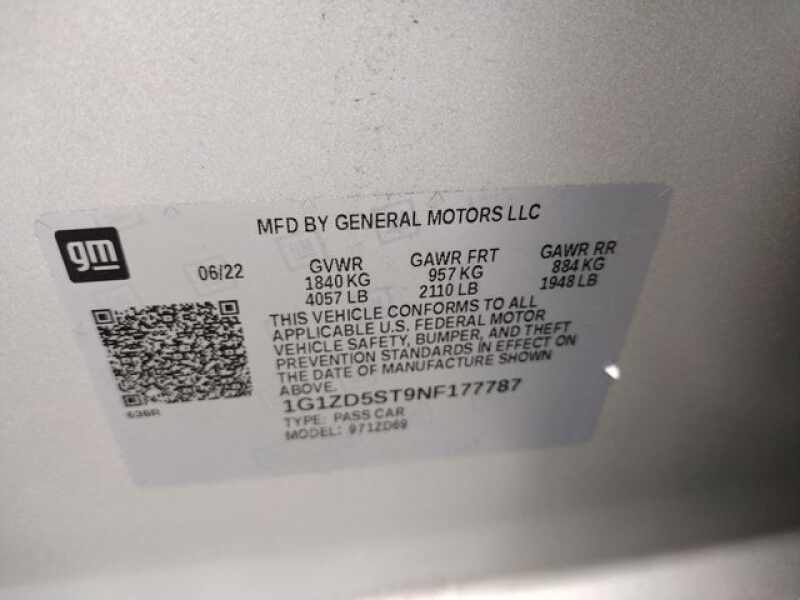 MFD BY GENERAL MOTORS LLC
gm
06/22
GVWR
1840 KG
4057 LB
GAWR FRT
957 KG
2110 LB
GAWR RR
884 KG
1948 LB
THIS VEHICLE CONFORMS TO ALL
APPLICABLE U.S. FEDERAL MOTOR
VEHICLE SAFETY, BUMPER, AND THEFT
PREVENTION STANDARDS IN EFFECT ON
THE DATE OF MANUFACTURE SHOWN
ABOVE.
1G1ZD5ST9NF177787
TYPE: PASS CAR
MODEL: 971ZD69